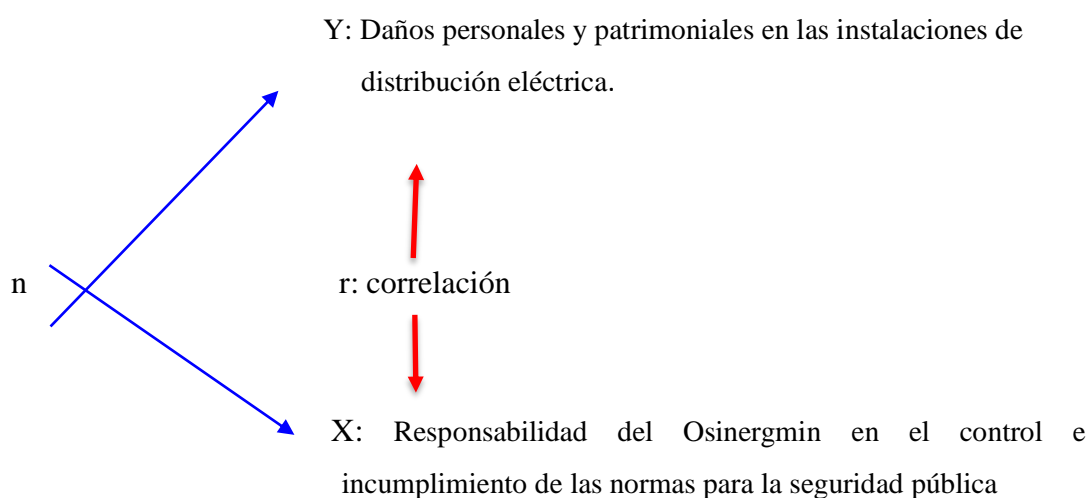 Y: Daños personales y patrimoniales en las instalaciones de
distribución eléctrica.
n
r: correlación
X: Responsabilidad del Osinergmin en el control e
incumplimiento de las normas para la seguridad pública